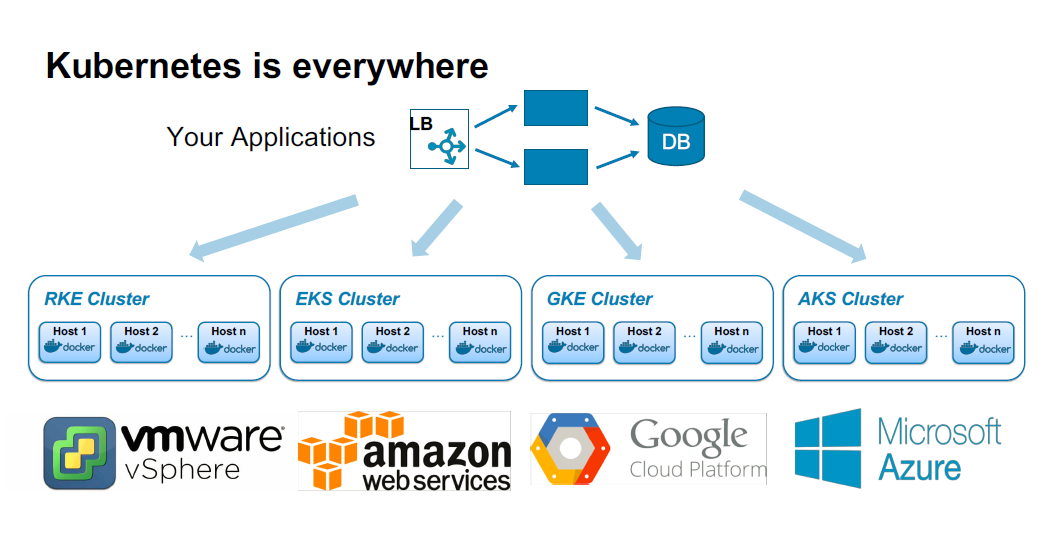 Kubernetes is everywhere
Your Applications
LB
DB
RKE Cluster
Host 1
docker
Host 2
docker
...
Host n
docker
EKS Cluster
Host 1
docker
Host 2
docker
...
Host n
docker
GKE Cluster
Host 1
docker
Host 2
docker
...
Host n
docker
AKS Cluster
Host 1
docker
Host 2
docker
...
Host n
docker
vmware®
vSphere
amazon
web services
Google
Cloud Platform
Microsoft
Azure